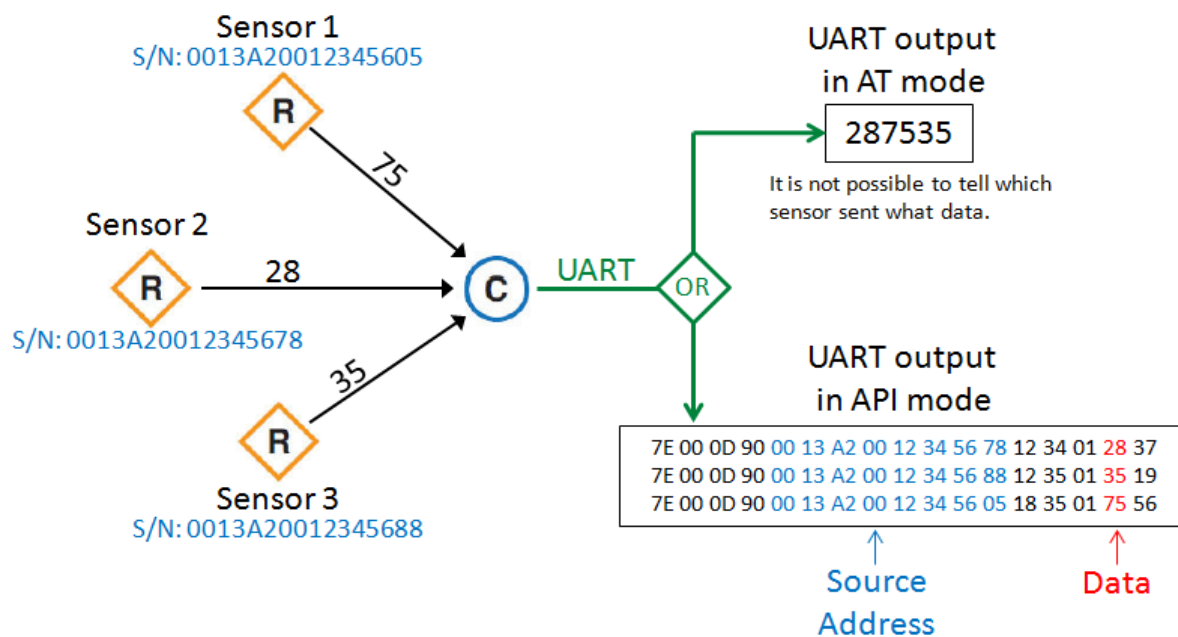 Sensor 1
S/N: 0013A20012345605
R
75
Sensor 2
R
28
S/N: 0013A20012345678
35
R
Sensor 3
S/N: 0013A20012345688
C
UART
OR
UART output
in AT mode
287535
It is not possible to tell which
sensor sent what data.
UART output
in API mode
7E 00 0D 90 00 13 A2 00 12 34 56 78 12 34 01 28 37
7E 00 0D 90 00 13 A2 00 12 34 56 88 12 35 01 35 19
7E 00 0D 90 00 13 A2 00 12 34 56 05 18 35 01 75 56
Source
Address
Data